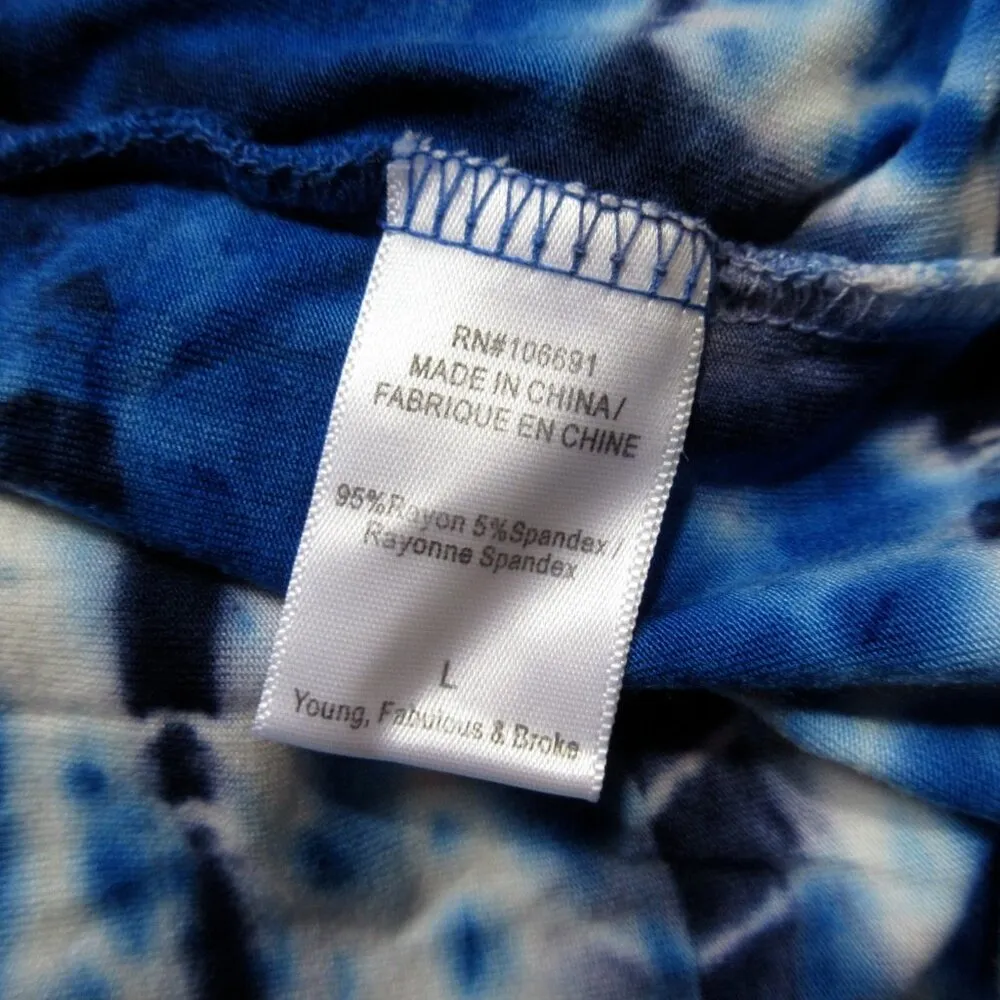 RN#106691
MADE IN CHINA/
FABRIQUE EN CHINE
95%Rayon 5%Spandex/
Rayonne Spandex
L
Young, Fabulous & Broke